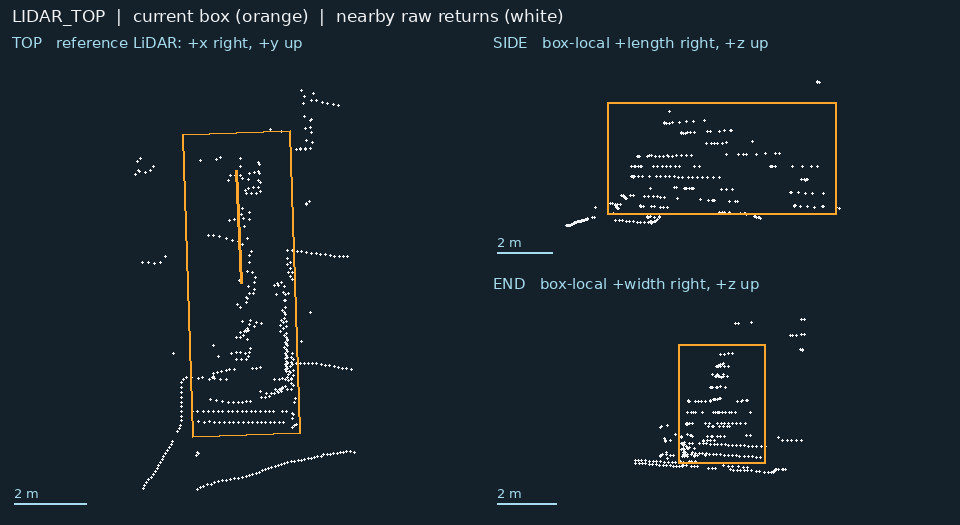 LIDAR_TOP | current box (orange) | nearby raw returns (white)
TOP reference LiDAR: +x right, +y up
SIDE box-local +length right, +z up
2 m
END box-local +width right, +z up
2 m
2 m